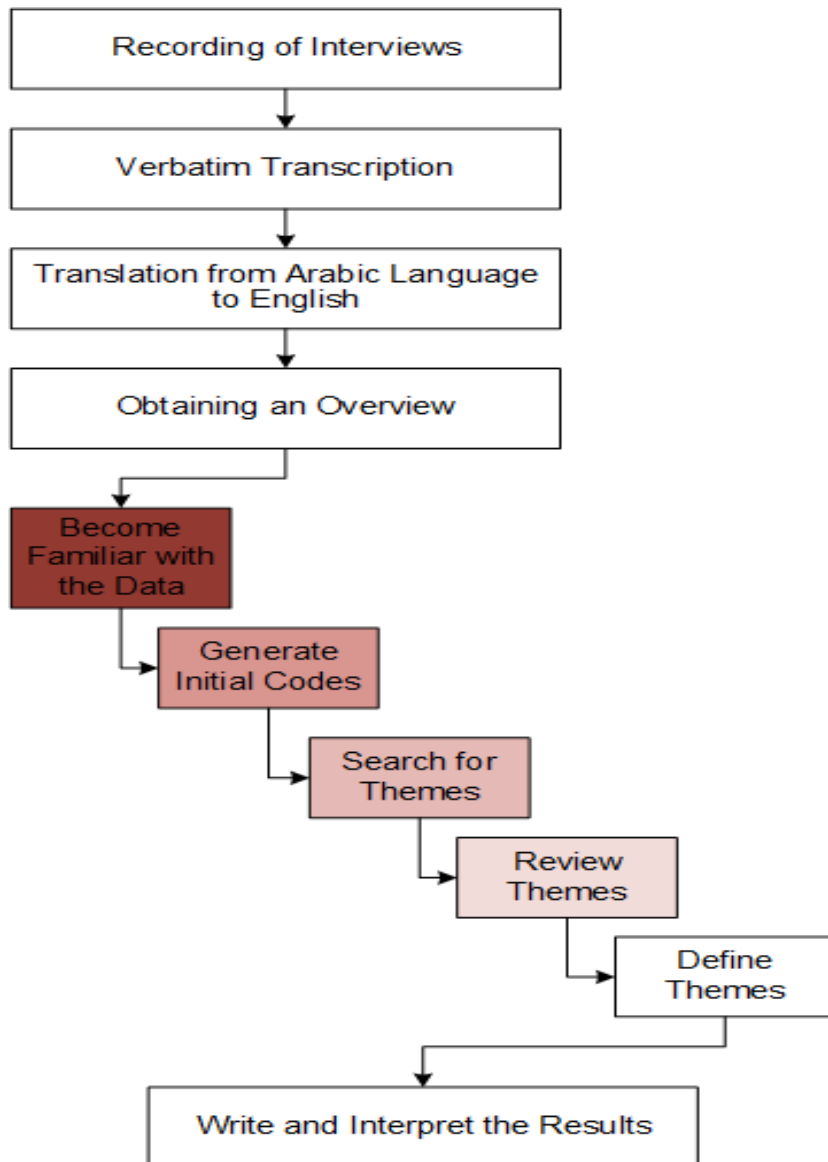 Recording of Interviews
Verbatim Transcription
Translation from Arabic Language
to English
Obtaining an Overview
Become
Familiar with
the Data
Generate
Initial Codes
Search for
Themes
Review
Themes
Define
Themes
Write and Interpret the Results